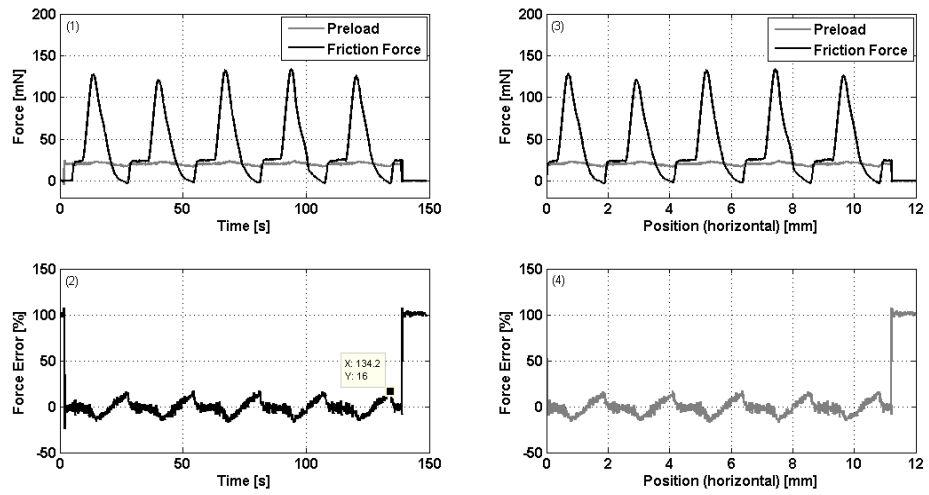 (1)
Preload
Friction Force
200
150
100
50
0
Force [mN]
0 50 100 150
Time [s]
(3)
Preload
Friction Force
200
150
100
50
0
Force [mN]
0 2 4 6 8 10 12
Position (horizontal) [mm]
(2)
X: 134.2
Y: 16
150
100
50
0
-50
Force Error [%]
0 50 100 150
Time [s]
(4)
150
100
50
0
-50
Force Error [%]
0 2 4 6 8 10 12
Position (horizontal) [mm]